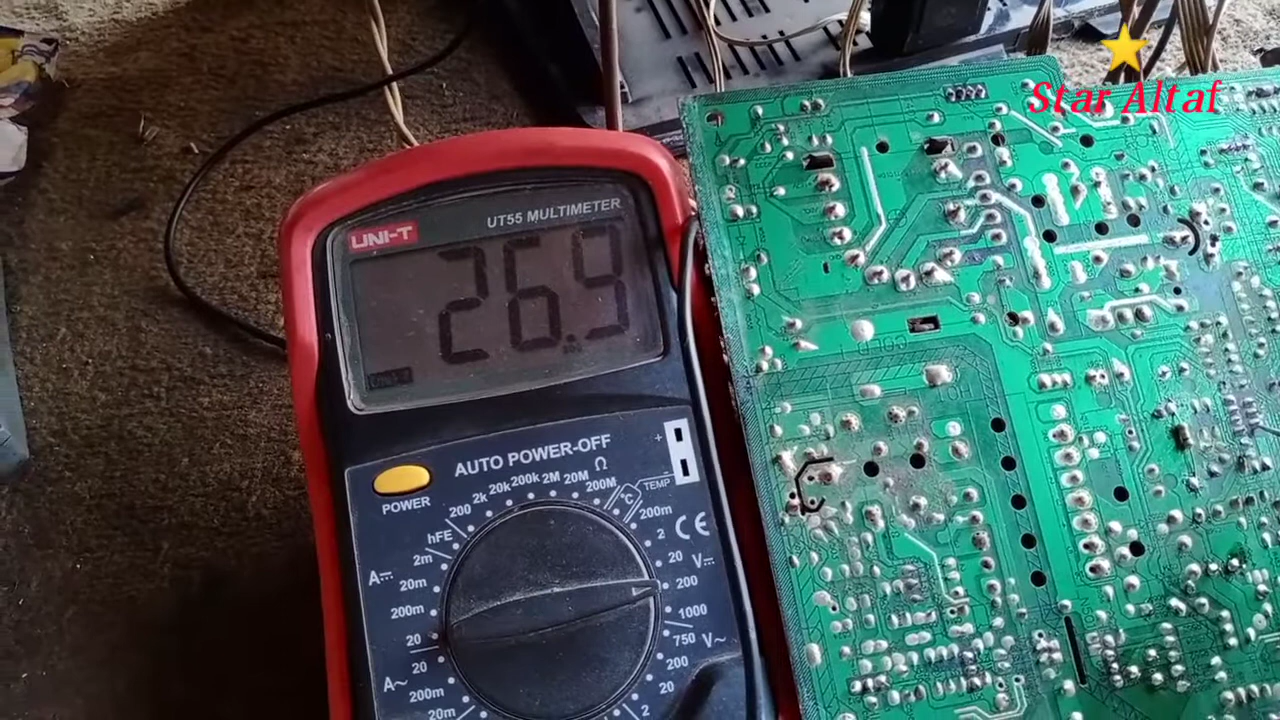 Star Altaf
UNI-T
UT55 MULTIMETER
26.9
AUTO POWER-OFF
POWER
hFE
200
2k
20k
200k
2M
20M
Ω
200M
°C
+
-
TEMP
200m
CE
2
20
V⎓
200
1000
750
V~
200
20
2
A⎓
2m
20m
200m
20
A~
20
200m
20m